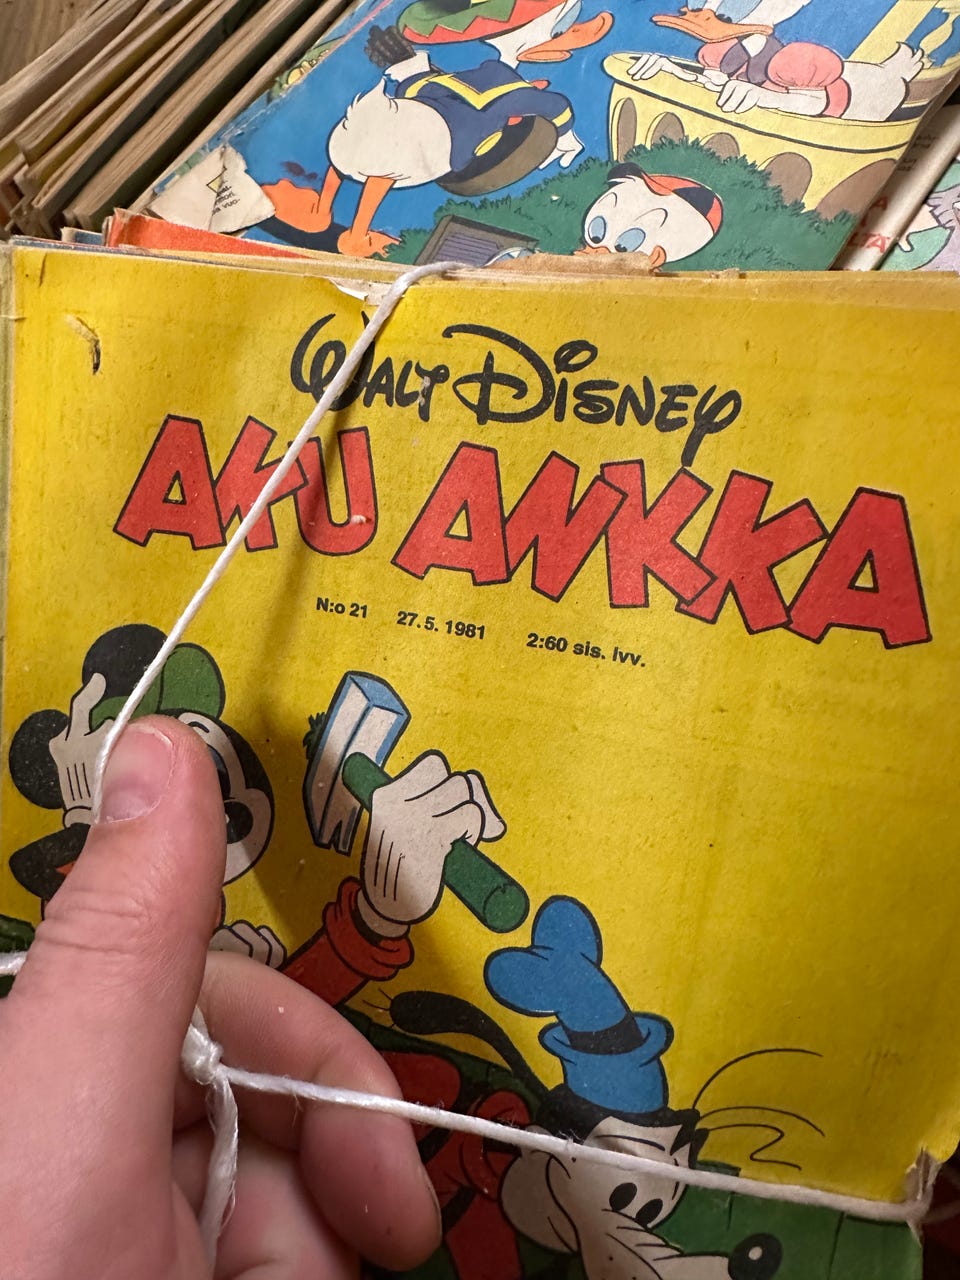 WALT DISNEY
AKU ANKKA
N:o 21 27.5. 1981 2:60 sis. lvv.